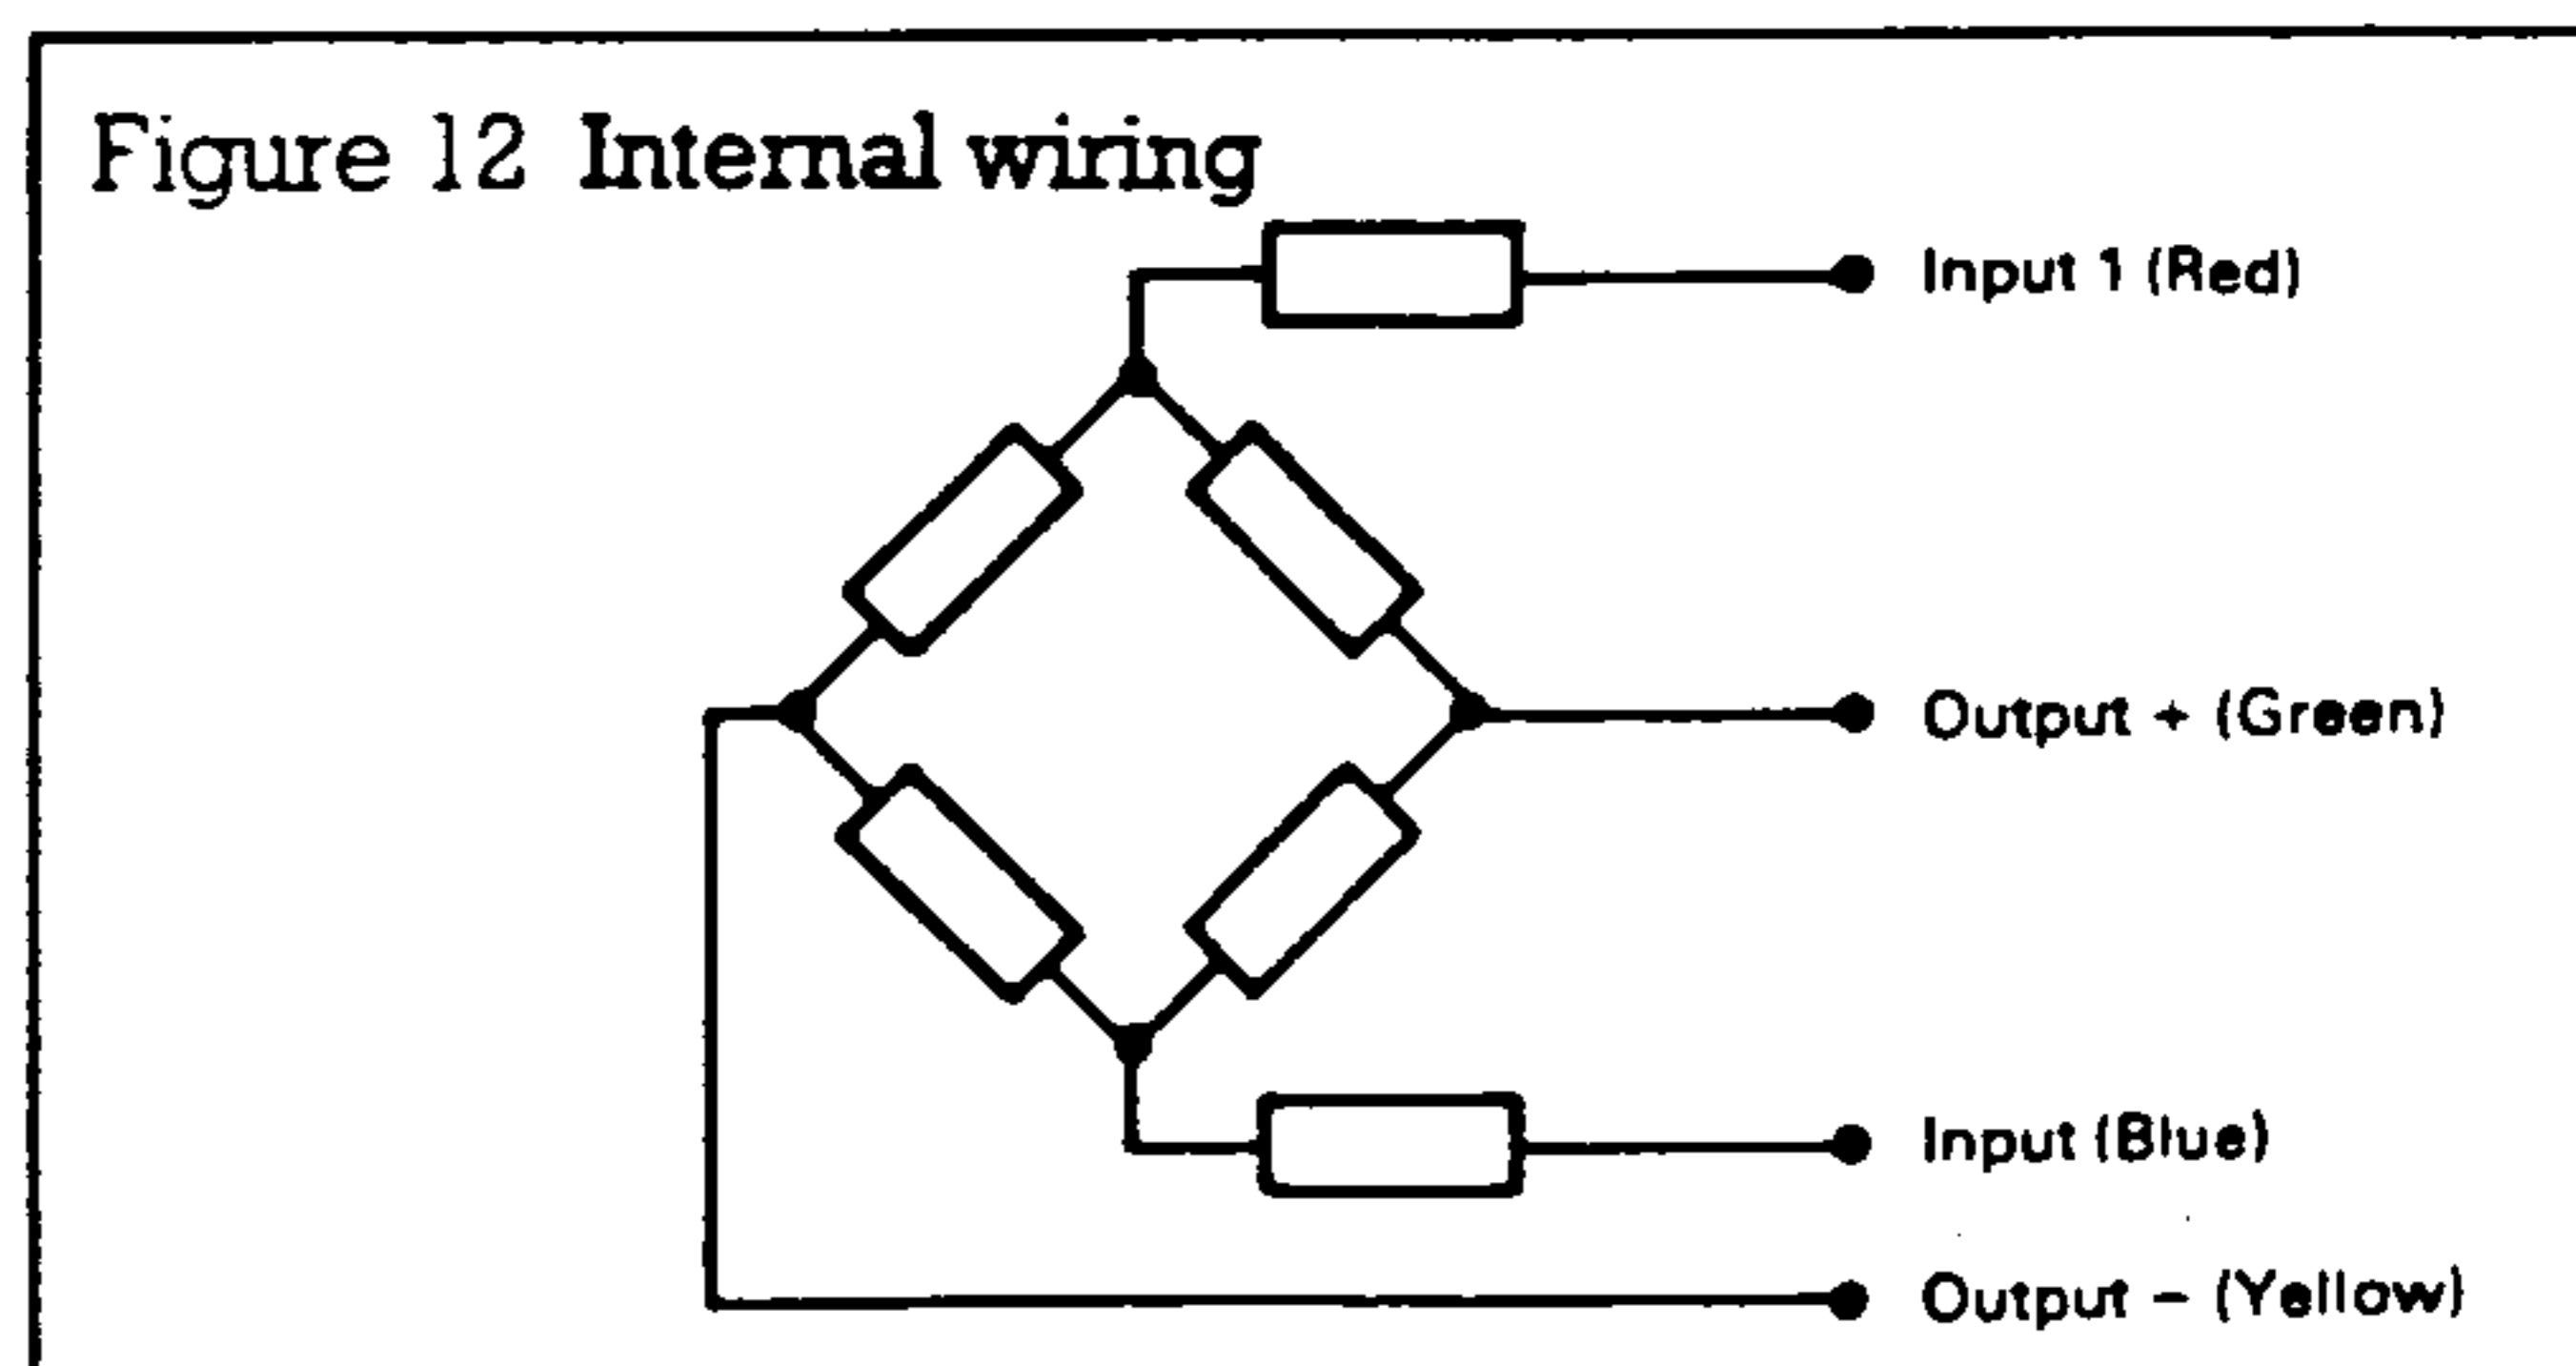 Figure 12 Internal wiring
Input 1 (Red)
Output + (Green)
Input (Blue)
Output - (Yellow)